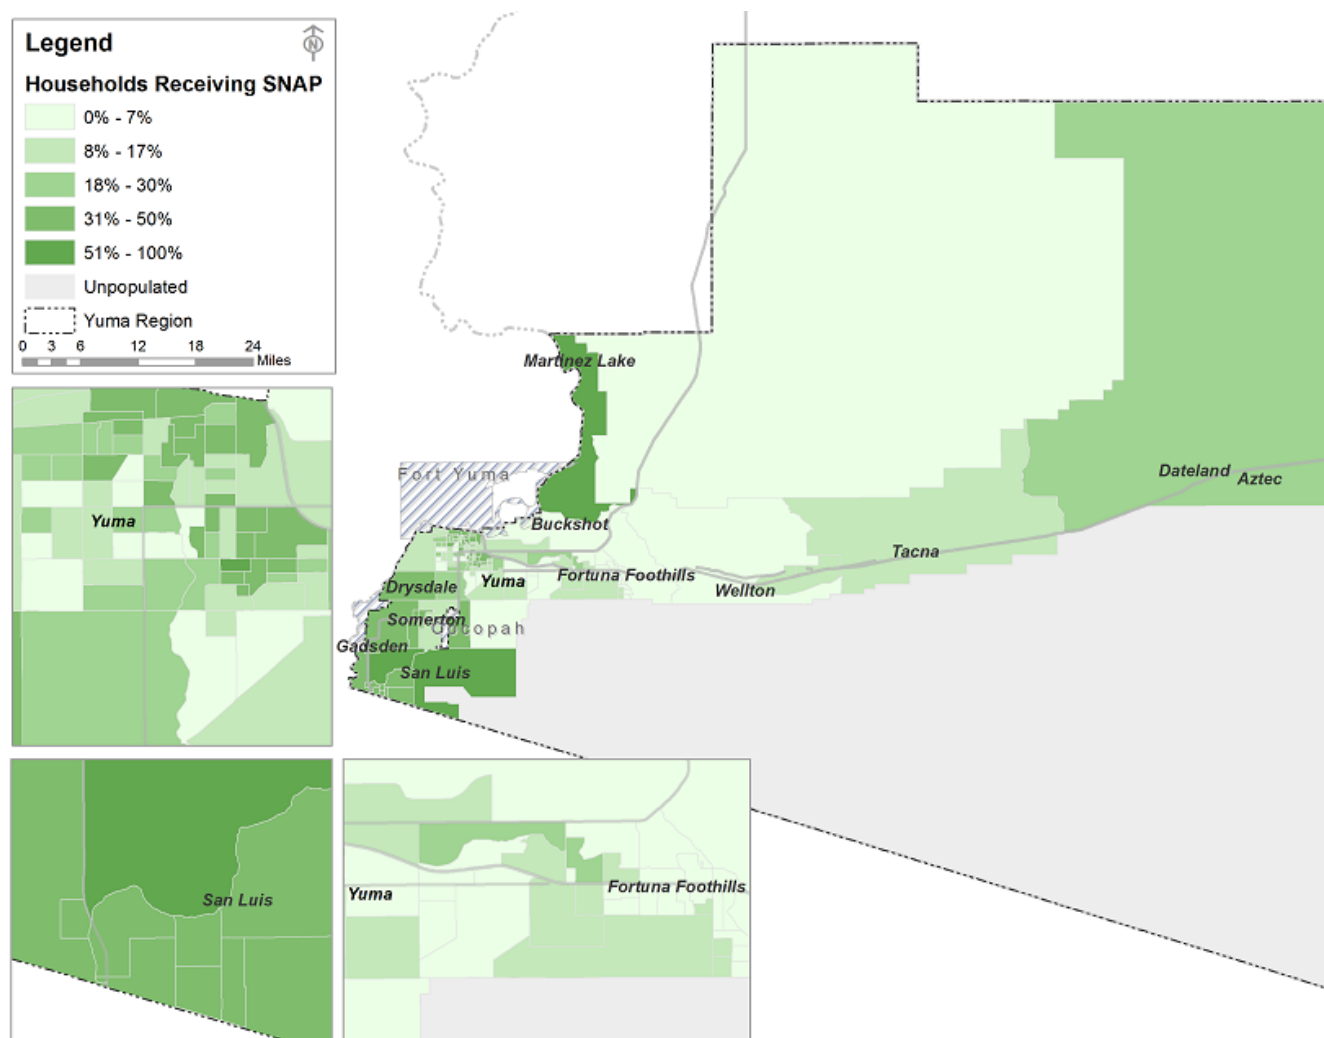 Legend
N
Households Receiving SNAP
0% - 7%
8% - 17%
18% - 30%
31% - 50%
51% - 100%
Unpopulated
Yuma Region
0 3 6 12 18 24
Miles
Martinez Lake
Fort Yuma
Buckshot
Dateland
Aztec
Tacna
Wellton
Fortuna Foothills
Yuma
Drysdale
Somerton
Cocopah
Gadsden
San Luis
Yuma
San Luis
Yuma
Fortuna Foothills